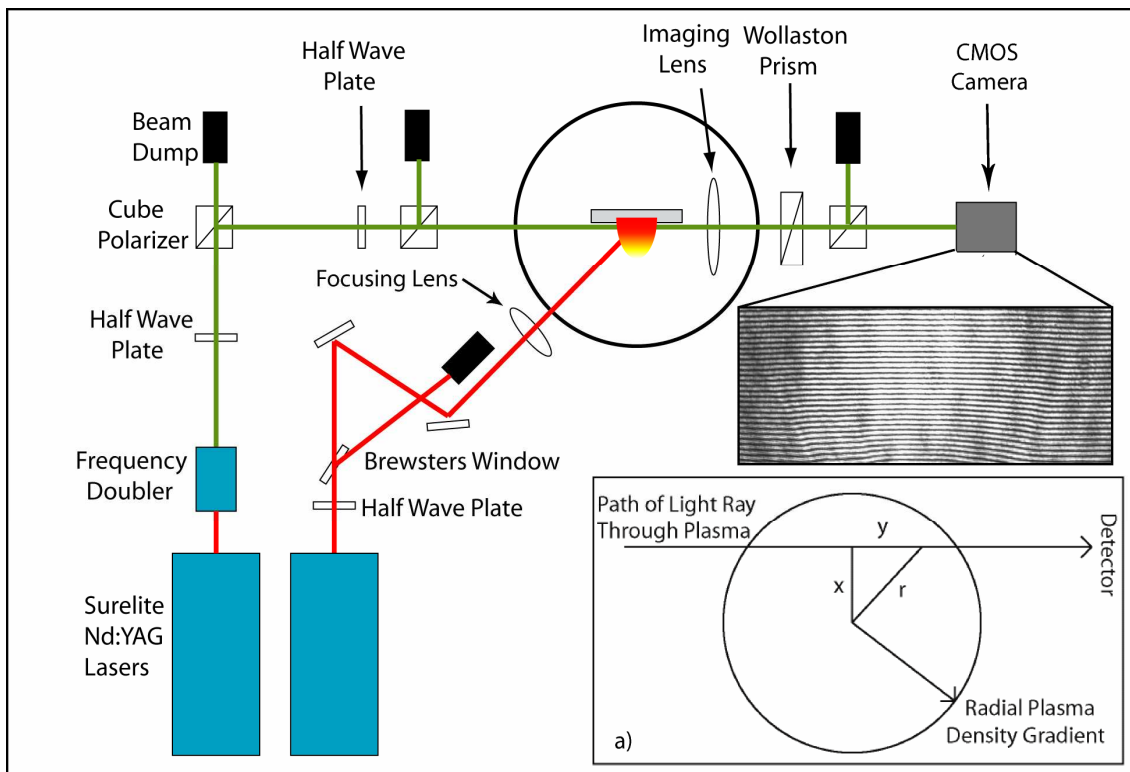 Half Wave
Plate
Imaging
Lens
Wollaston
Prism
CMOS
Camera
Beam
Dump
Cube
Polarizer
Focusing Lens
Half Wave
Plate
Frequency
Doubler
Brewsters Window
Half Wave Plate
Surelite
Nd:YAG
Lasers
Path of Light Ray
Through Plasma
y
Detector
x
r
Radial Plasma
Density Gradient
a)